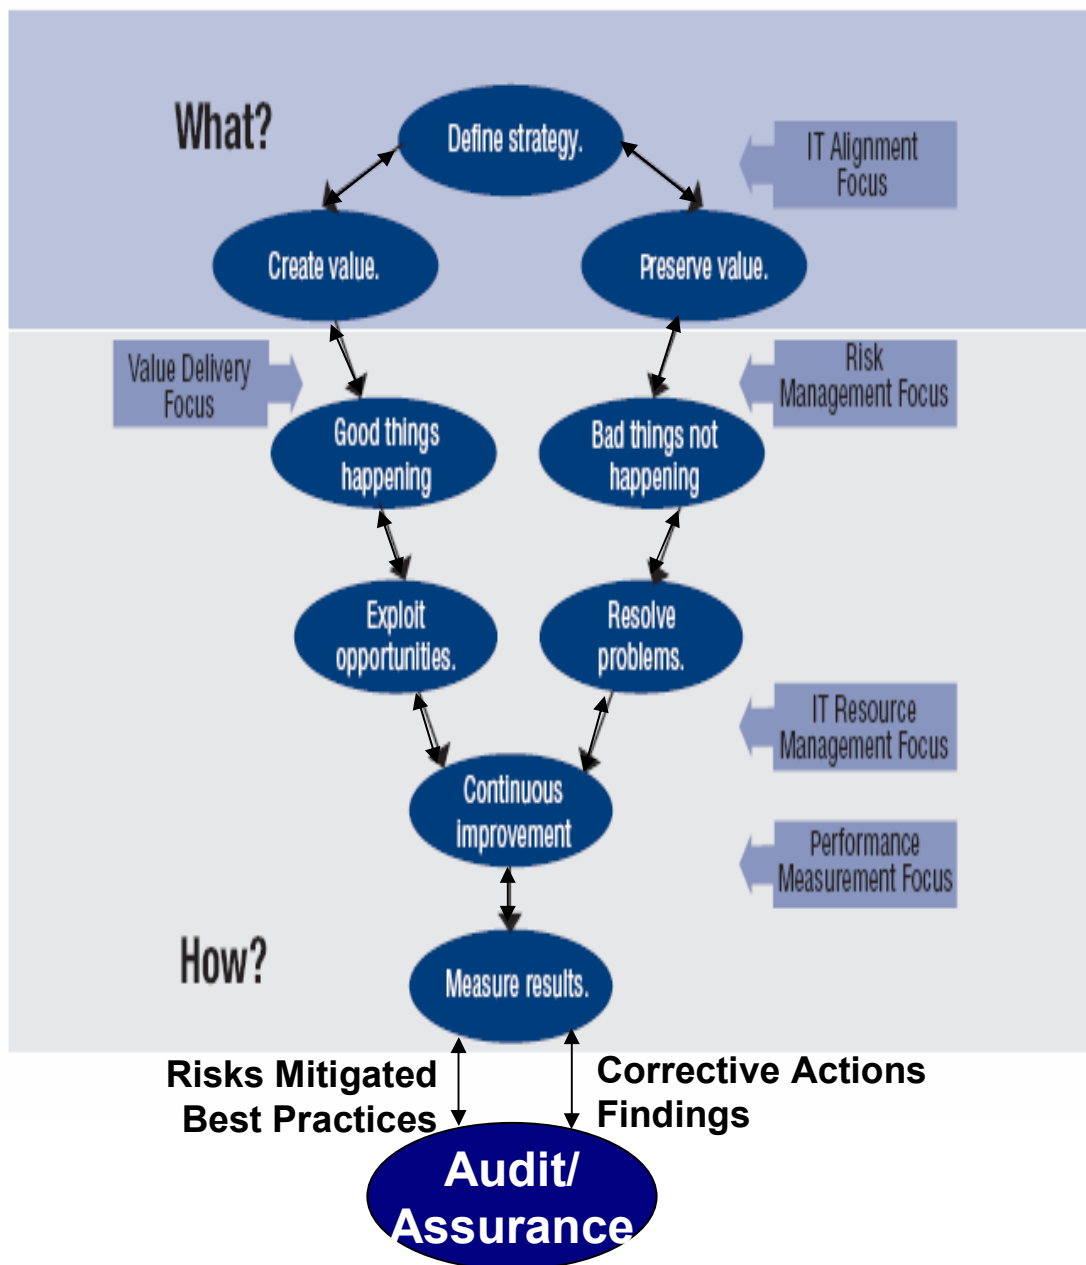 What?
Define strategy.
IT Alignment
Focus
Create value.
Preserve value.
Value Delivery
Focus
Risk
Management Focus
Good things
happening
Bad things not
happening
Exploit
opportunities.
Resolve
problems.
IT Resource
Management Focus
Continuous
improvement
Performance
Measurement Focus
How?
Measure results.
Risks Mitigated
Best Practices
Corrective Actions
Findings
Audit/
Assurance